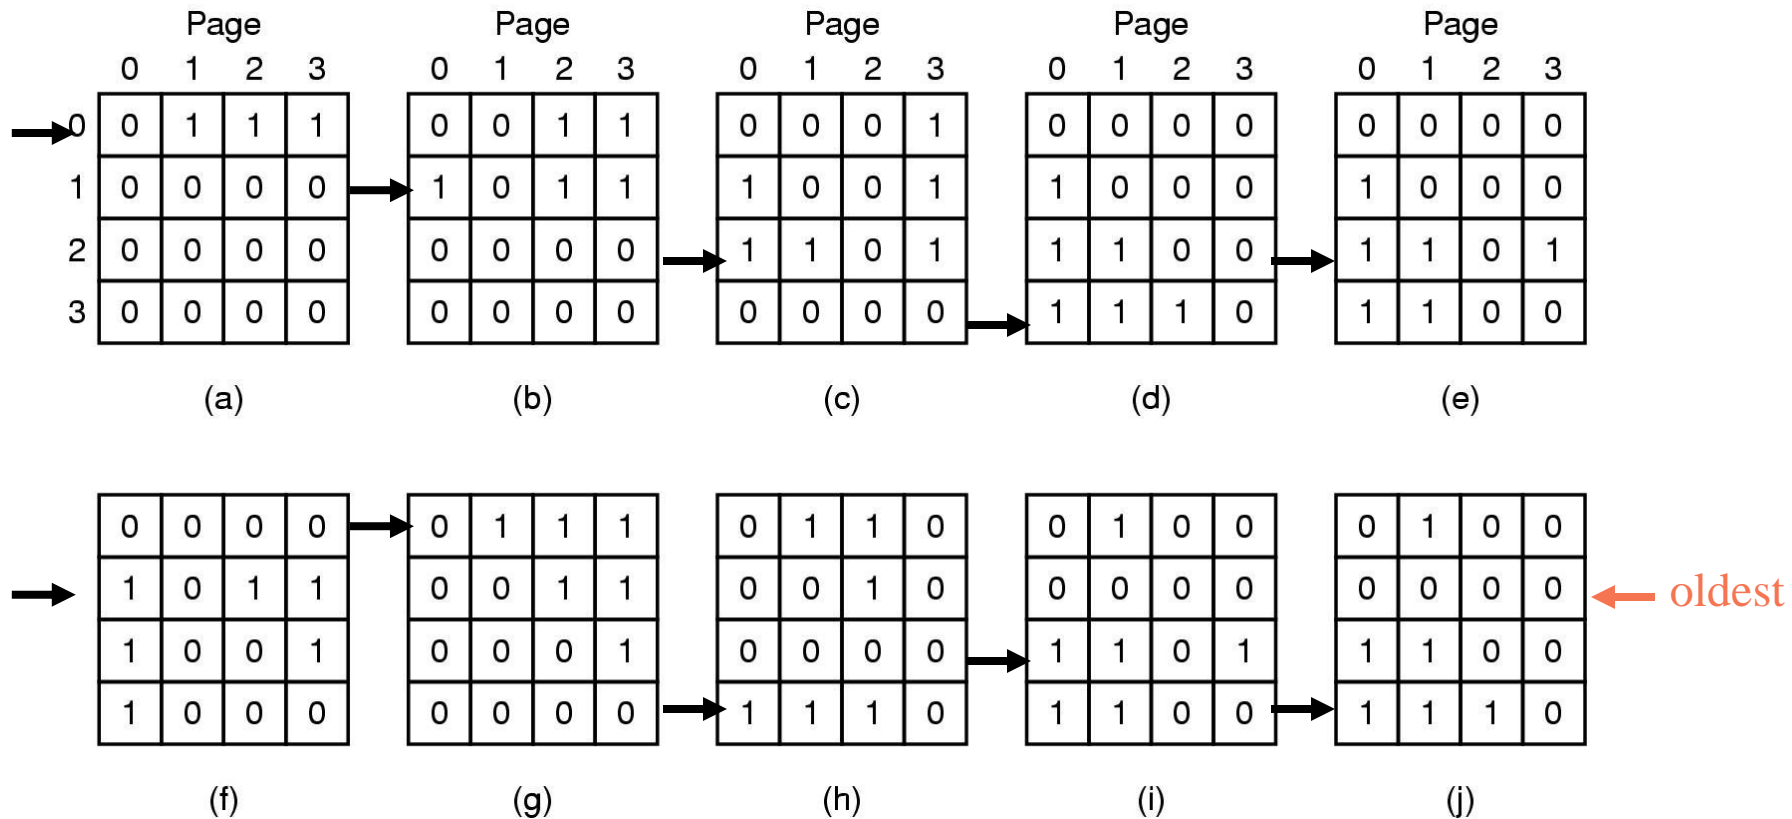 Page Page Page Page Page
0 1 2 3 0 1 2 3 0 1 2 3 0 1 2 3 0 1 2 3
0 0 1 1 1 0 0 1 1 0 0 0 1 0 0 0 0 0 0 0 0
1 0 0 0 0 1 0 1 1 1 0 0 1 1 0 0 0 1 0 0 0
2 0 0 0 0 0 0 0 0 1 1 0 1 1 1 0 0 1 1 0 1
3 0 0 0 0 0 0 0 0 0 0 0 0 1 1 1 0 1 1 0 0
(a) (b) (c) (d) (e)
0 0 0 0 0 1 1 1 0 1 1 0 0 1 0 0 0 1 0 0
1 0 1 1 0 0 1 1 0 0 1 0 0 0 0 0 0 0 0 0 oldest
1 0 0 1 0 0 0 1 0 0 0 0 1 1 0 1 1 1 0 0
1 0 0 0 0 0 0 0 1 1 1 0 1 1 0 0 1 1 1 0
(f) (g) (h) (i) (j)